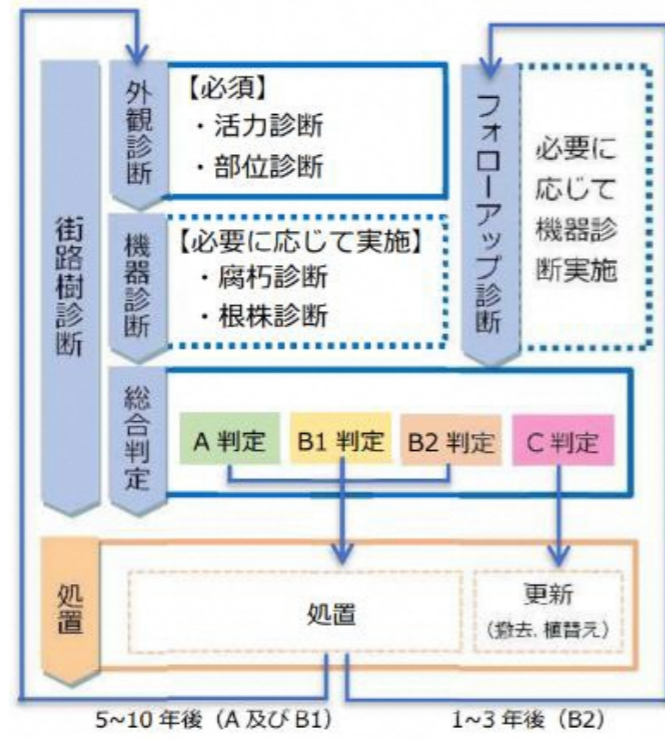 街路樹診断
外観診断
【必須】
・活力診断
・部位診断
機器診断
【必要に応じて実施】
・腐朽診断
・根株診断
フォローアップ診断
必要に
応じて
機器診
断実施
総合判定
A 判定
B1 判定
B2 判定
C 判定
処置
処置
更新
（撤去、植替え）
5~10 年後（A 及び B1）
1~3 年後（B2）